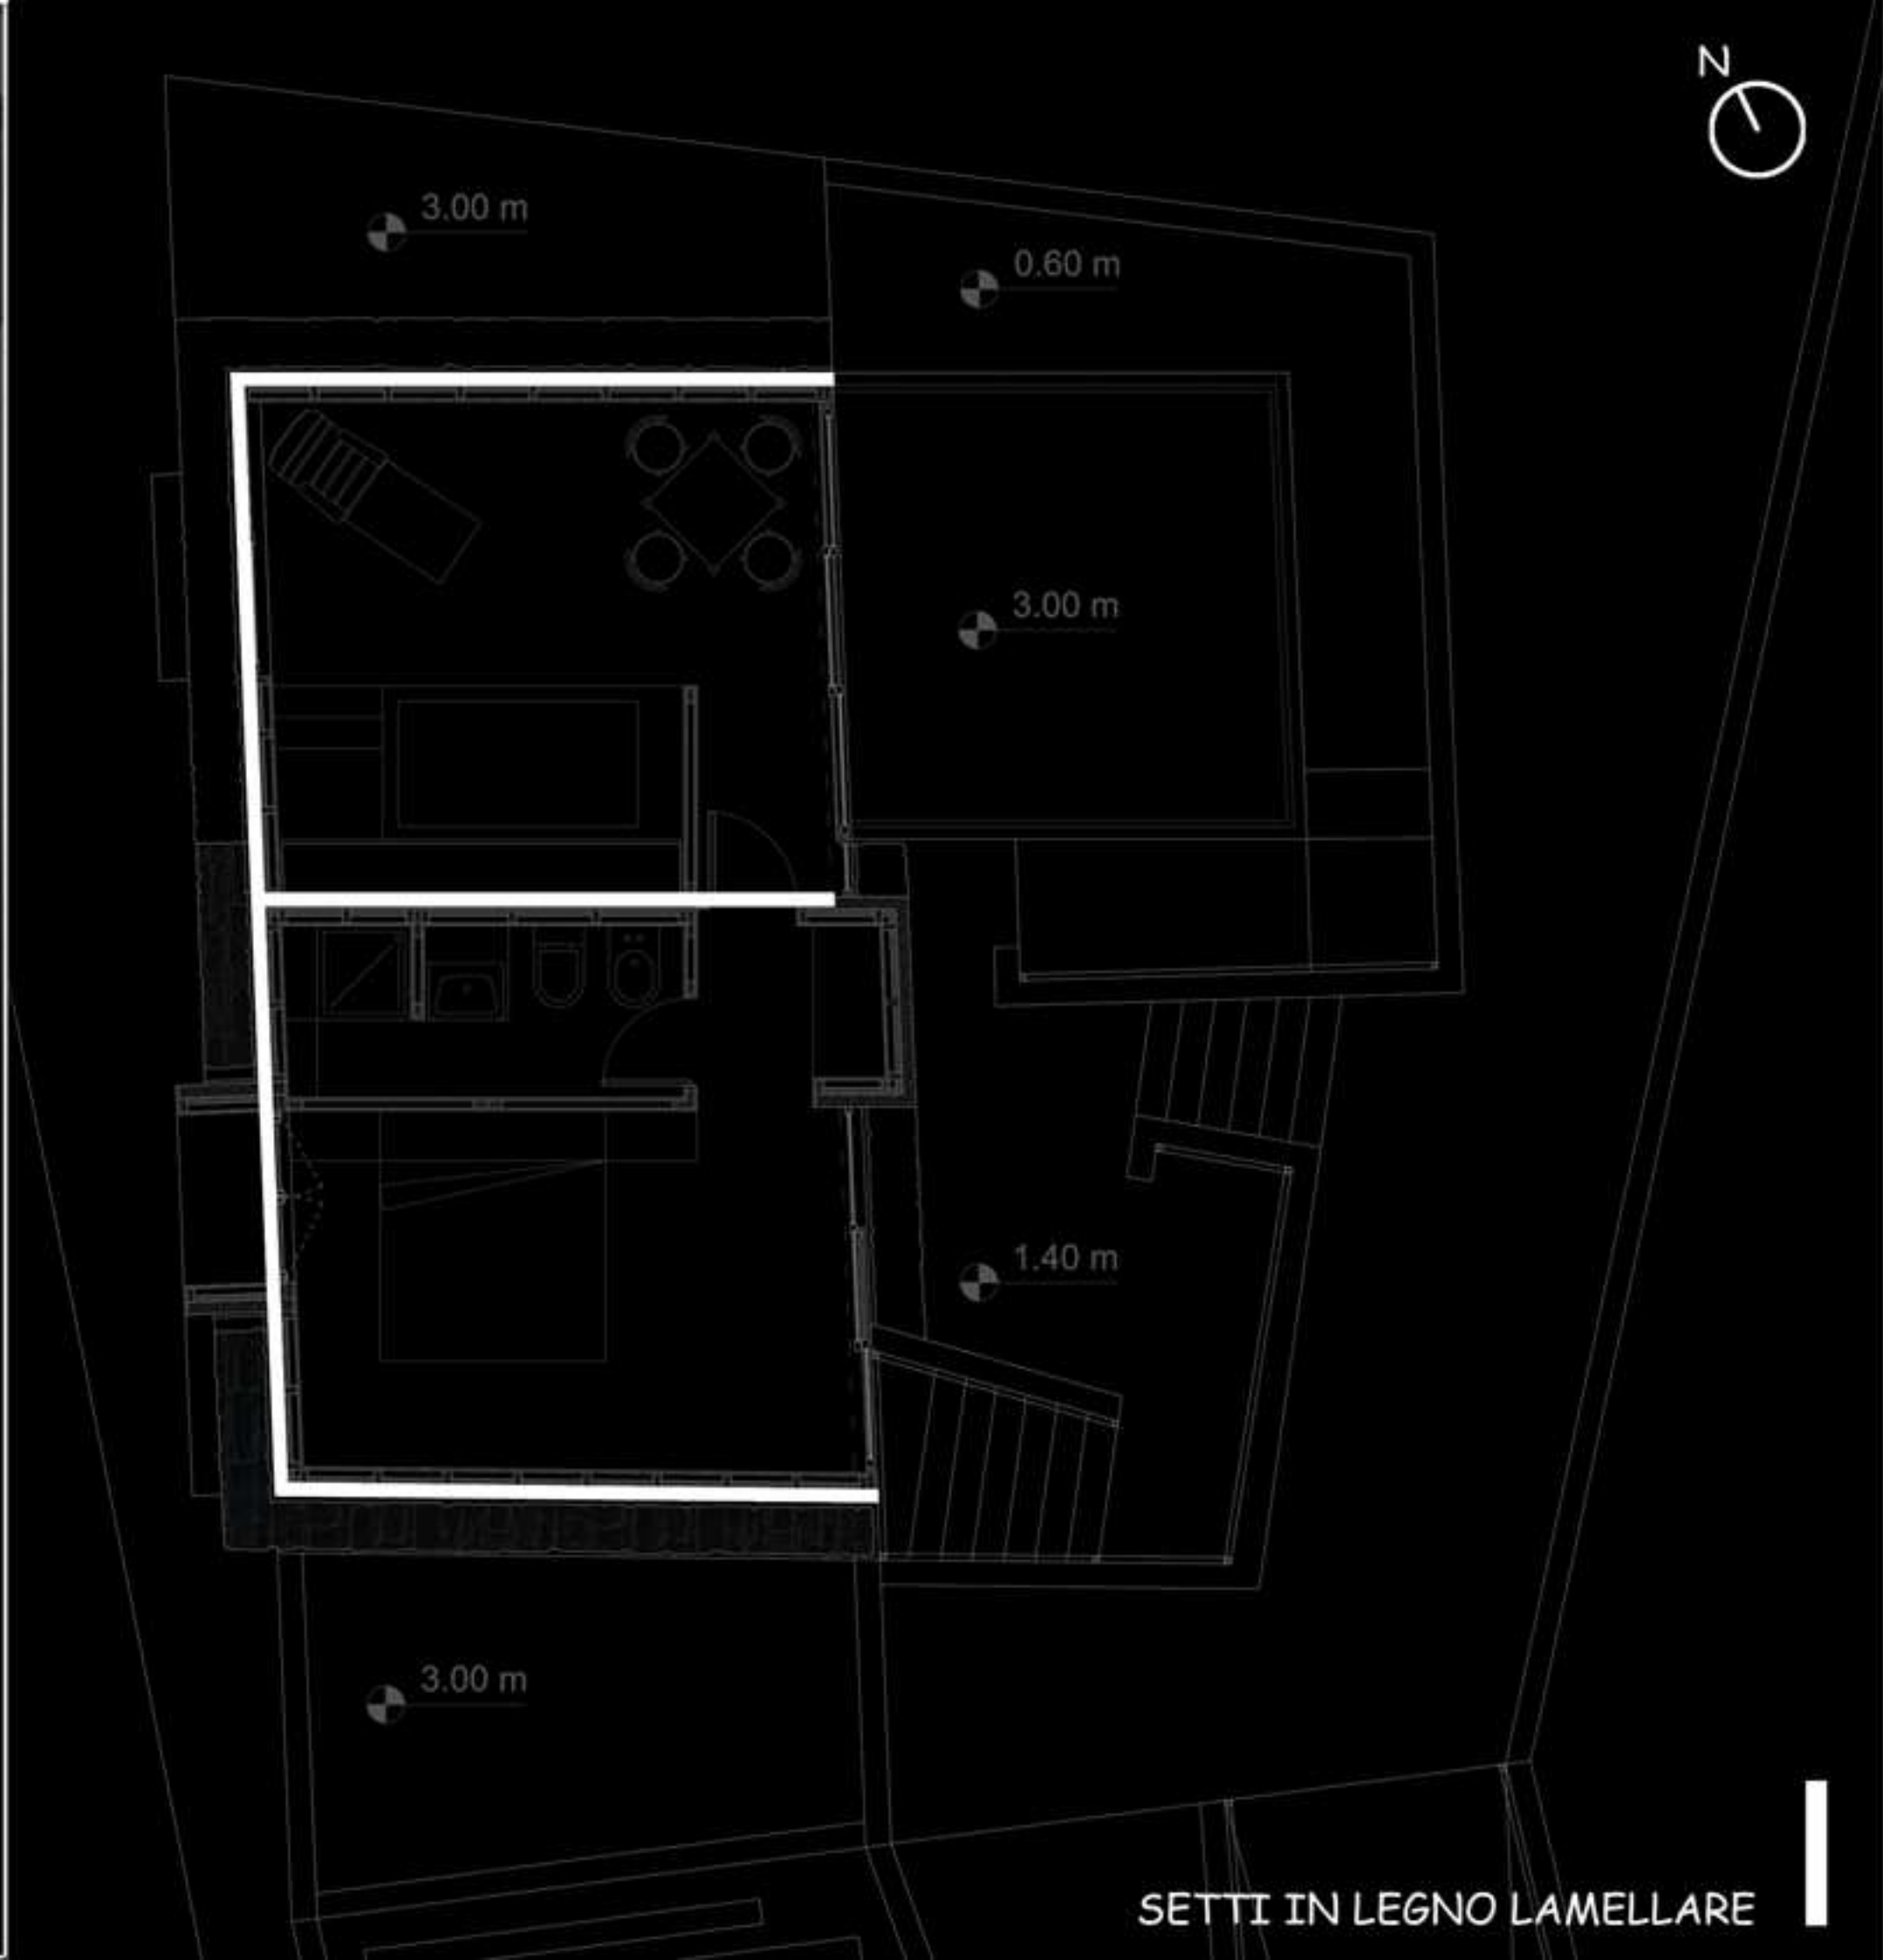 N
3.00 m
0.60 m
3.00 m
1.40 m
3.00 m
SETTI IN LEGNO LAMELLARE